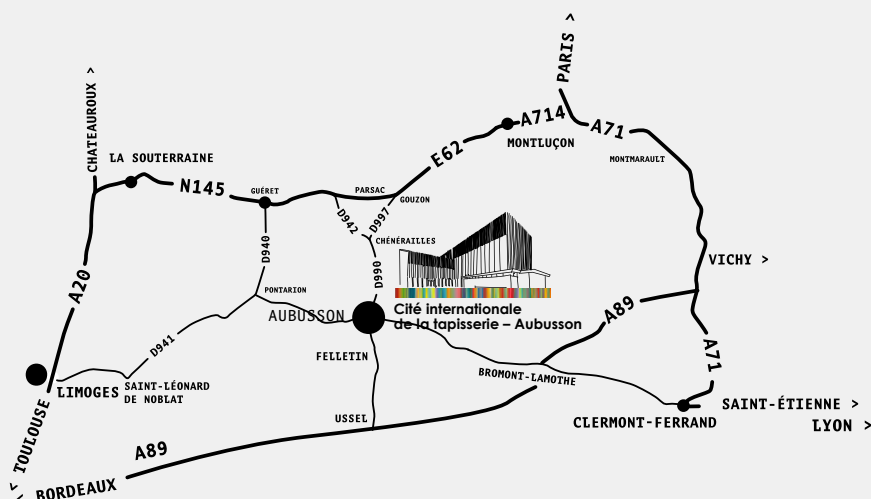 PARIS >
CHATEAUROUX >
A714
A71
MONTLUÇON
E62
LA SOUTERRAINE
MONTMARAULT
N145
GUÉRET
PARSAC
GOUZON
D942
D997
CHÉNÉRAILLES
D940
D990
VICHY >
A20
PONTARION
AUBUSSON
Cité internationale
de la tapisserie – Aubusson
A89
D941
FELLETIN
A71
BROMONT-LAMOTHE
LIMOGES
SAINT-LÉONARD
DE NOBLAT
USSEL
CLERMONT-FERRAND
SAINT-ÉTIENNE >
LYON >
< TOULOUSE
A89
< BORDEAUX